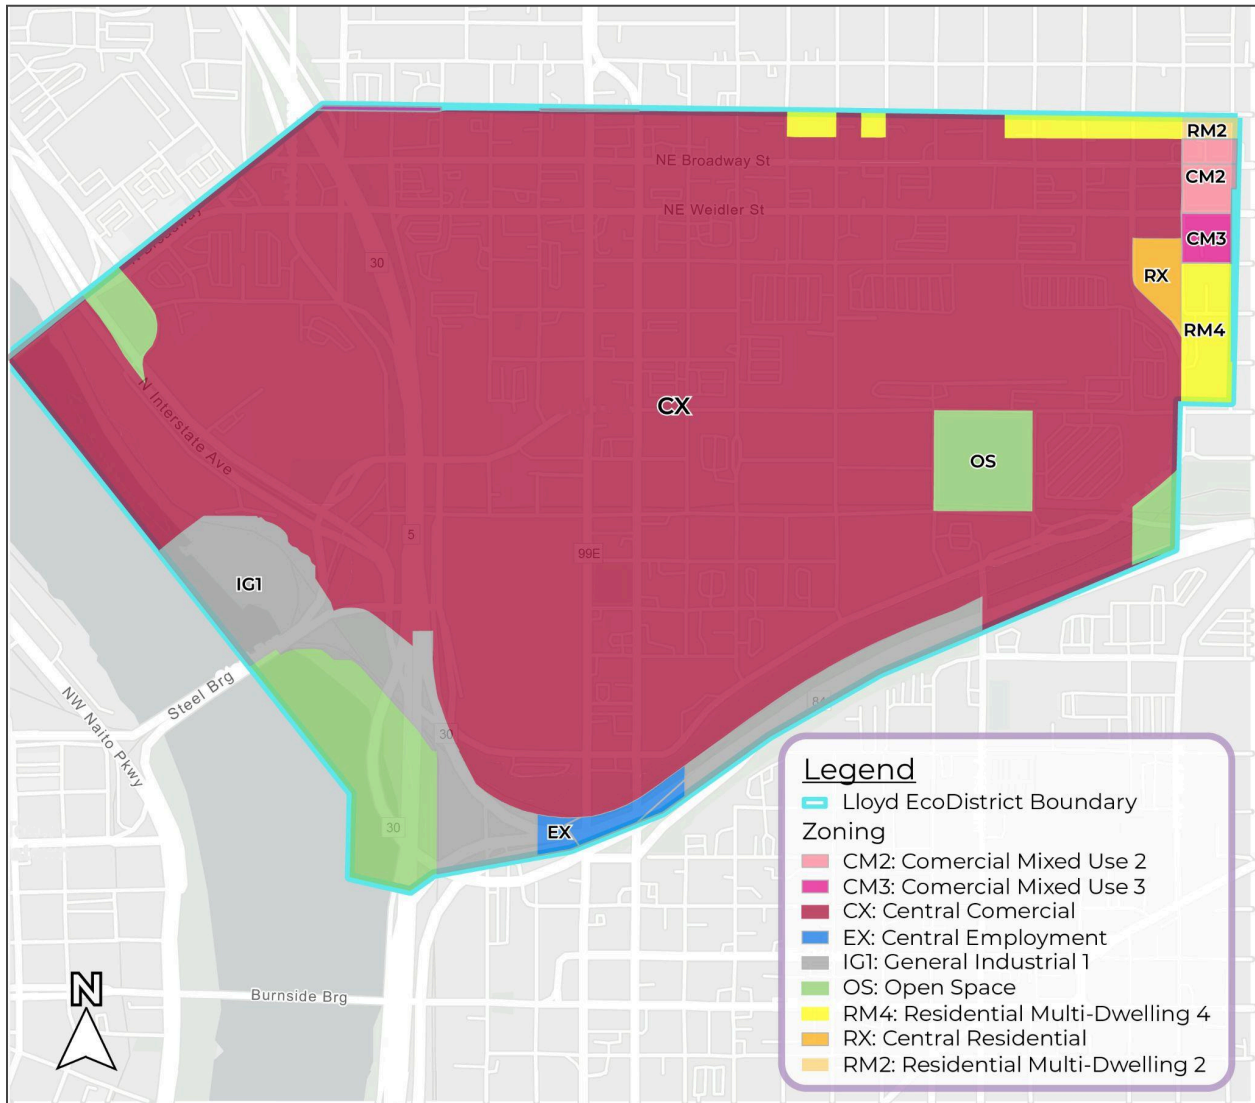 RM2
NE Broadway St
CM2
NE Weidler St
CM3
30
RX
RM4
CX
N Interstate Ave
OS
5
99E
IG1
Steel Brg
NW Naito Pkwy
84
30
30
EX
Burnside Brg
N
Legend
Lloyd EcoDistrict Boundary
Zoning
CM2: Comercial Mixed Use 2
CM3: Comercial Mixed Use 3
CX: Central Comercial
EX: Central Employment
IG1: General Industrial 1
OS: Open Space
RM4: Residential Multi-Dwelling 4
RX: Central Residential
RM2: Residential Multi-Dwelling 2